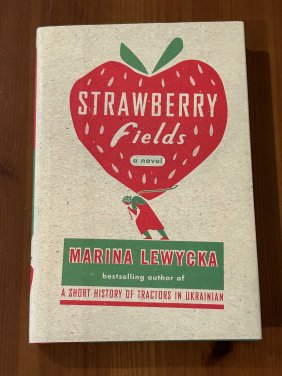 STRAWBERRY
Fields
a novel
MARINA LEWYCKA
bestselling author of
A SHORT HISTORY OF TRACTORS IN UKRAINIAN